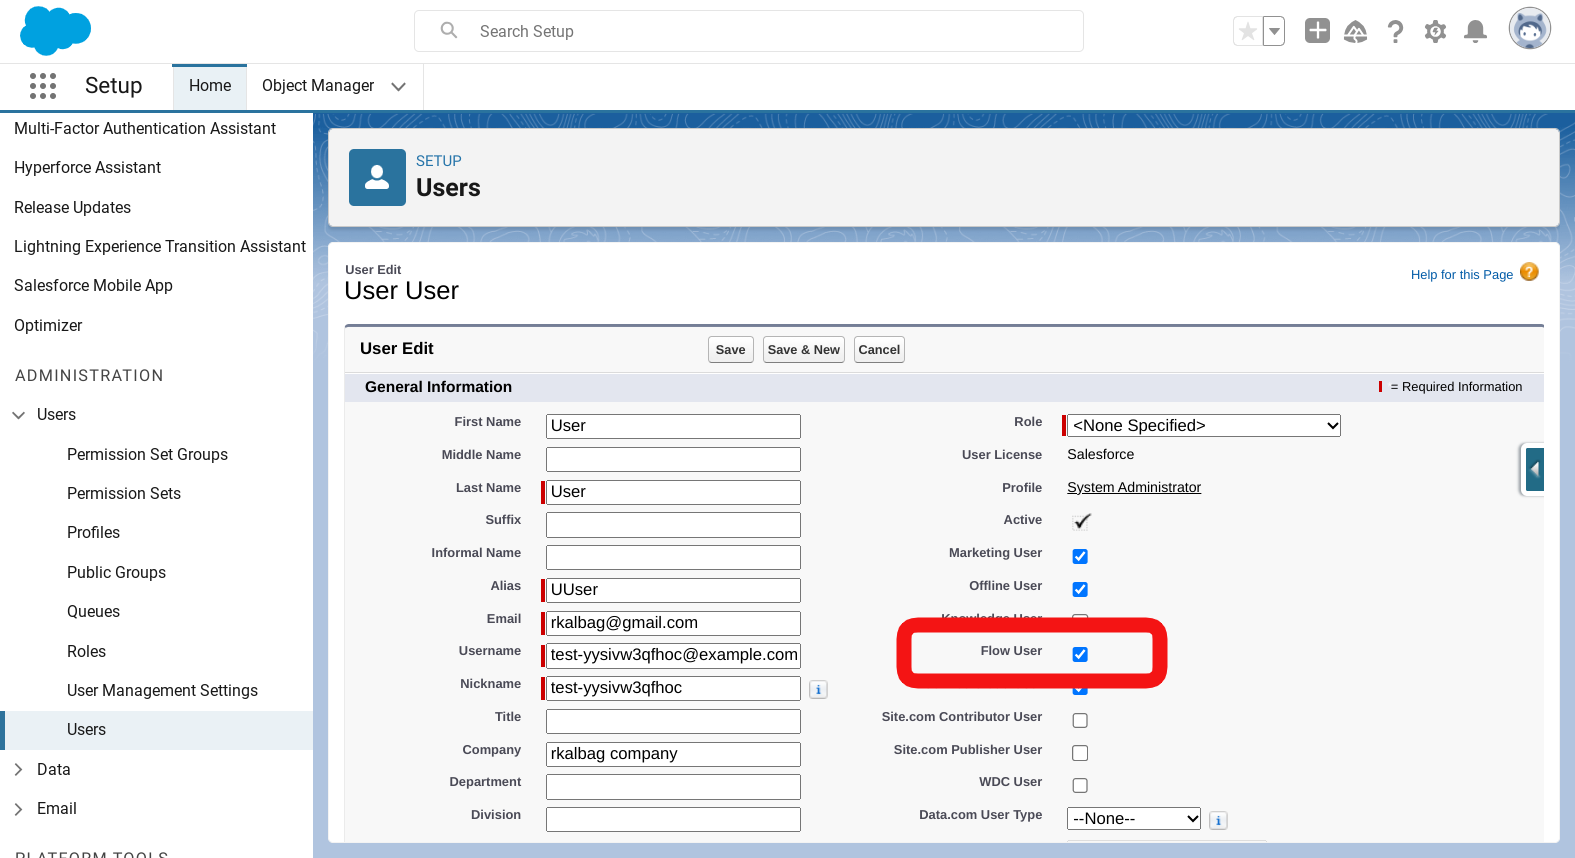 Search Setup
Setup
Home
Object Manager
Multi-Factor Authentication Assistant
Hyperforce Assistant
Release Updates
Lightning Experience Transition Assistant
Salesforce Mobile App
Optimizer
ADMINISTRATION
Users
Permission Set Groups
Permission Sets
Profiles
Public Groups
Queues
Roles
User Management Settings
Users
Data
Email
PLATFORM TOOLS
SETUP
Users
User Edit
User User
Help for this Page ?
User Edit
Save
Save & New
Cancel
General Information
= Required Information
First Name User
Middle Name
Last Name User
Suffix
Informal Name
Alias UUser
Email rkalbag@gmail.com
Username test-yysivw3qfhoc@example.com
Nickname test-yysivw3qfhoc i
Title
Company rkalbag company
Department
Division
Role <None Specified>
User License Salesforce
Profile System Administrator
Active
Marketing User
Offline User
Knowledge User
Flow User
Site.com Contributor User
Site.com Publisher User
WDC User
Data.com User Type --None-- i